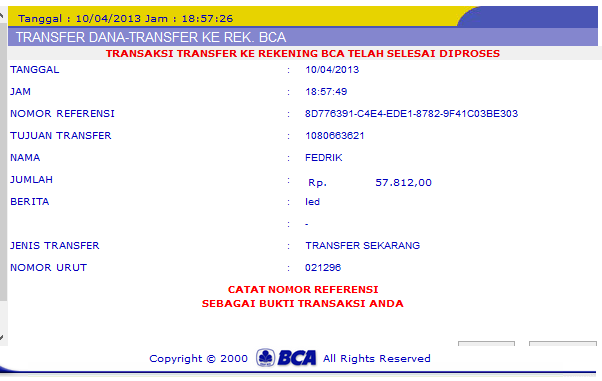 Tanggal : 10/04/2013 Jam : 18:57:26
TRANSFER DANA-TRANSFER KE REK. BCA
TRANSAKSI TRANSFER KE REKENING BCA TELAH SELESAI DIPROSES
TANGGAL : 10/04/2013
JAM : 18:57:49
NOMOR REFERENSI : 8D776391-C4E4-EDE1-8782-9F41C03BE303
TUJUAN TRANSFER : 1080663621
NAMA : FEDRIK
JUMLAH : Rp. 57.812,00
BERITA : led
: -
JENIS TRANSFER : TRANSFER SEKARANG
NOMOR URUT : 021296
CATAT NOMOR REFERENSI
SEBAGAI BUKTI TRANSAKSI ANDA
Copyright © 2000 BCA All Rights Reserved